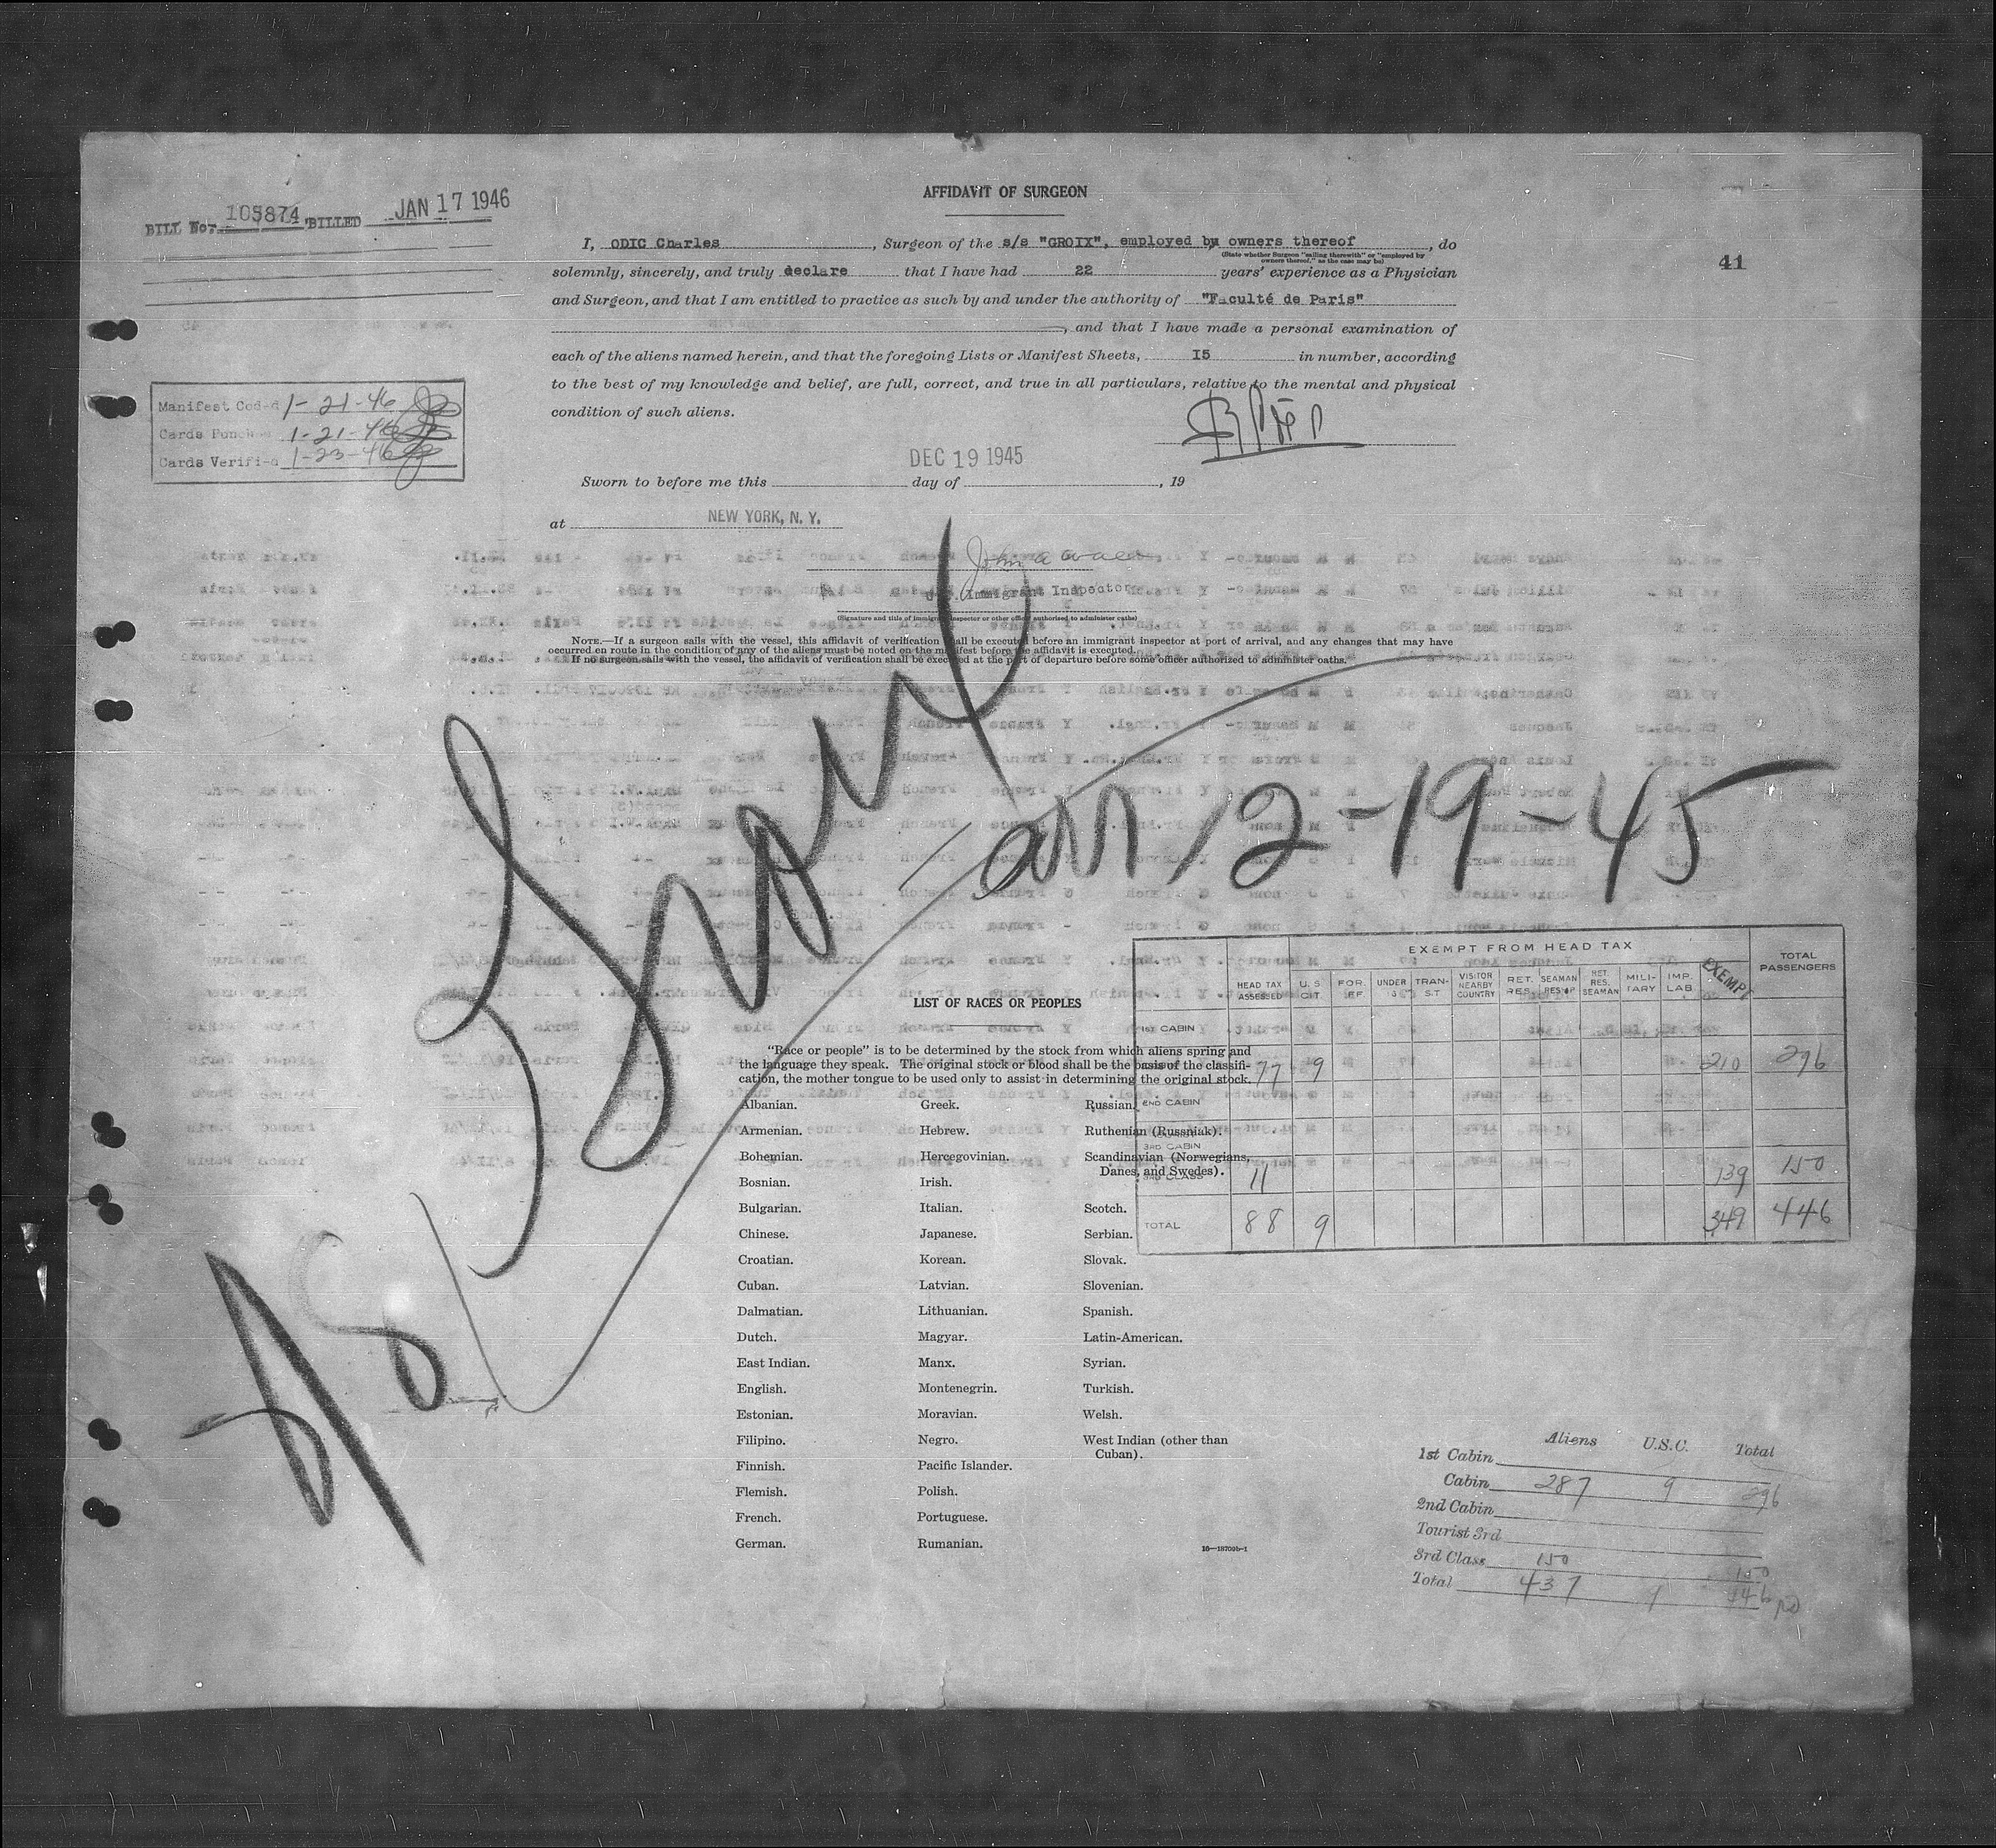 AFFIDAVIT OF SURGEON
BILL No. 105874 BILLED JAN 17 1946
41
I, ODIC Charles, Surgeon of the s/s "GROIX", employed by owners thereof, do
(State whether Surgeon "sailing therewith" or "employed by
owners thereof," as the case may be)
solemnly, sincerely, and truly declare that I have had 22 years' experience as a Physician
and Surgeon, and that I am entitled to practice as such by and under the authority of "Faculté de Paris"
, and that I have made a personal examination of
each of the aliens named herein, and that the foregoing Lists or Manifest Sheets, I5 in number, according
to the best of my knowledge and belief, are full, correct, and true in all particulars, relative to the mental and physical
condition of such aliens.
Manifest Coded 1-21-46
Cards Punched 1-21-46
Cards Verified 1-23-46
DEC 19 1945
Sworn to before me this day of , 19
at NEW YORK, N. Y.
John a
U.S. Immigrant Inspector
(Signature and title of immigrant inspector or other officer authorized to administer oaths)
NOTE.—If a surgeon sails with the vessel, this affidavit of verification shall be executed before an immigrant inspector at port of arrival, and any changes that may have
occurred en route in the condition of any of the aliens must be noted on the manifest before the affidavit is executed.
If no surgeon sails with the vessel, the affidavit of verification shall be executed at the port of departure before some officer authorized to administer oaths.
SS Groix
arr 12-19-45
EXEMPT FROM HEAD TAX
HEAD TAX ASSESSED U.S. CIT. FOR. REF. UNDER 16 TRANSIT VISITOR NEARBY COUNTRY RET. RES. SEAMAN RES-SP RET. RES. SEAMAN MILITARY IMP. LAB EXEMPT TOTAL PASSENGERS
1ST CABIN
77 9 210 296
2ND CABIN
3RD CABIN
3RD CLASS 11 139 150
TOTAL 88 9 349 446
LIST OF RACES OR PEOPLES
"Race or people" is to be determined by the stock from which aliens spring and
the language they speak. The original stock or blood shall be the basis of the classifi-
cation, the mother tongue to be used only to assist in determining the original stock.
Albanian. Greek. Russian.
Armenian. Hebrew. Ruthenian (Russniak).
Bohemian. Hercegovinian. Scandinavian (Norwegians,
Danes, and Swedes).
Bosnian. Irish.
Bulgarian. Italian. Scotch.
Chinese. Japanese. Serbian.
Croatian. Korean. Slovak.
Cuban. Latvian. Slovenian.
Dalmatian. Lithuanian. Spanish.
Dutch. Magyar. Latin-American.
East Indian. Manx. Syrian.
English. Montenegrin. Turkish.
Estonian. Moravian. Welsh.
Filipino. Negro. West Indian (other than
Cuban).
Finnish. Pacific Islander.
Flemish. Polish.
French. Portuguese.
German. Rumanian.
16—18709b-1
Aliens U.S.C. Total
1st Cabin
Cabin 287 9 296
2nd Cabin
Tourist 3rd
3rd Class 150 150
Total 437 9 446